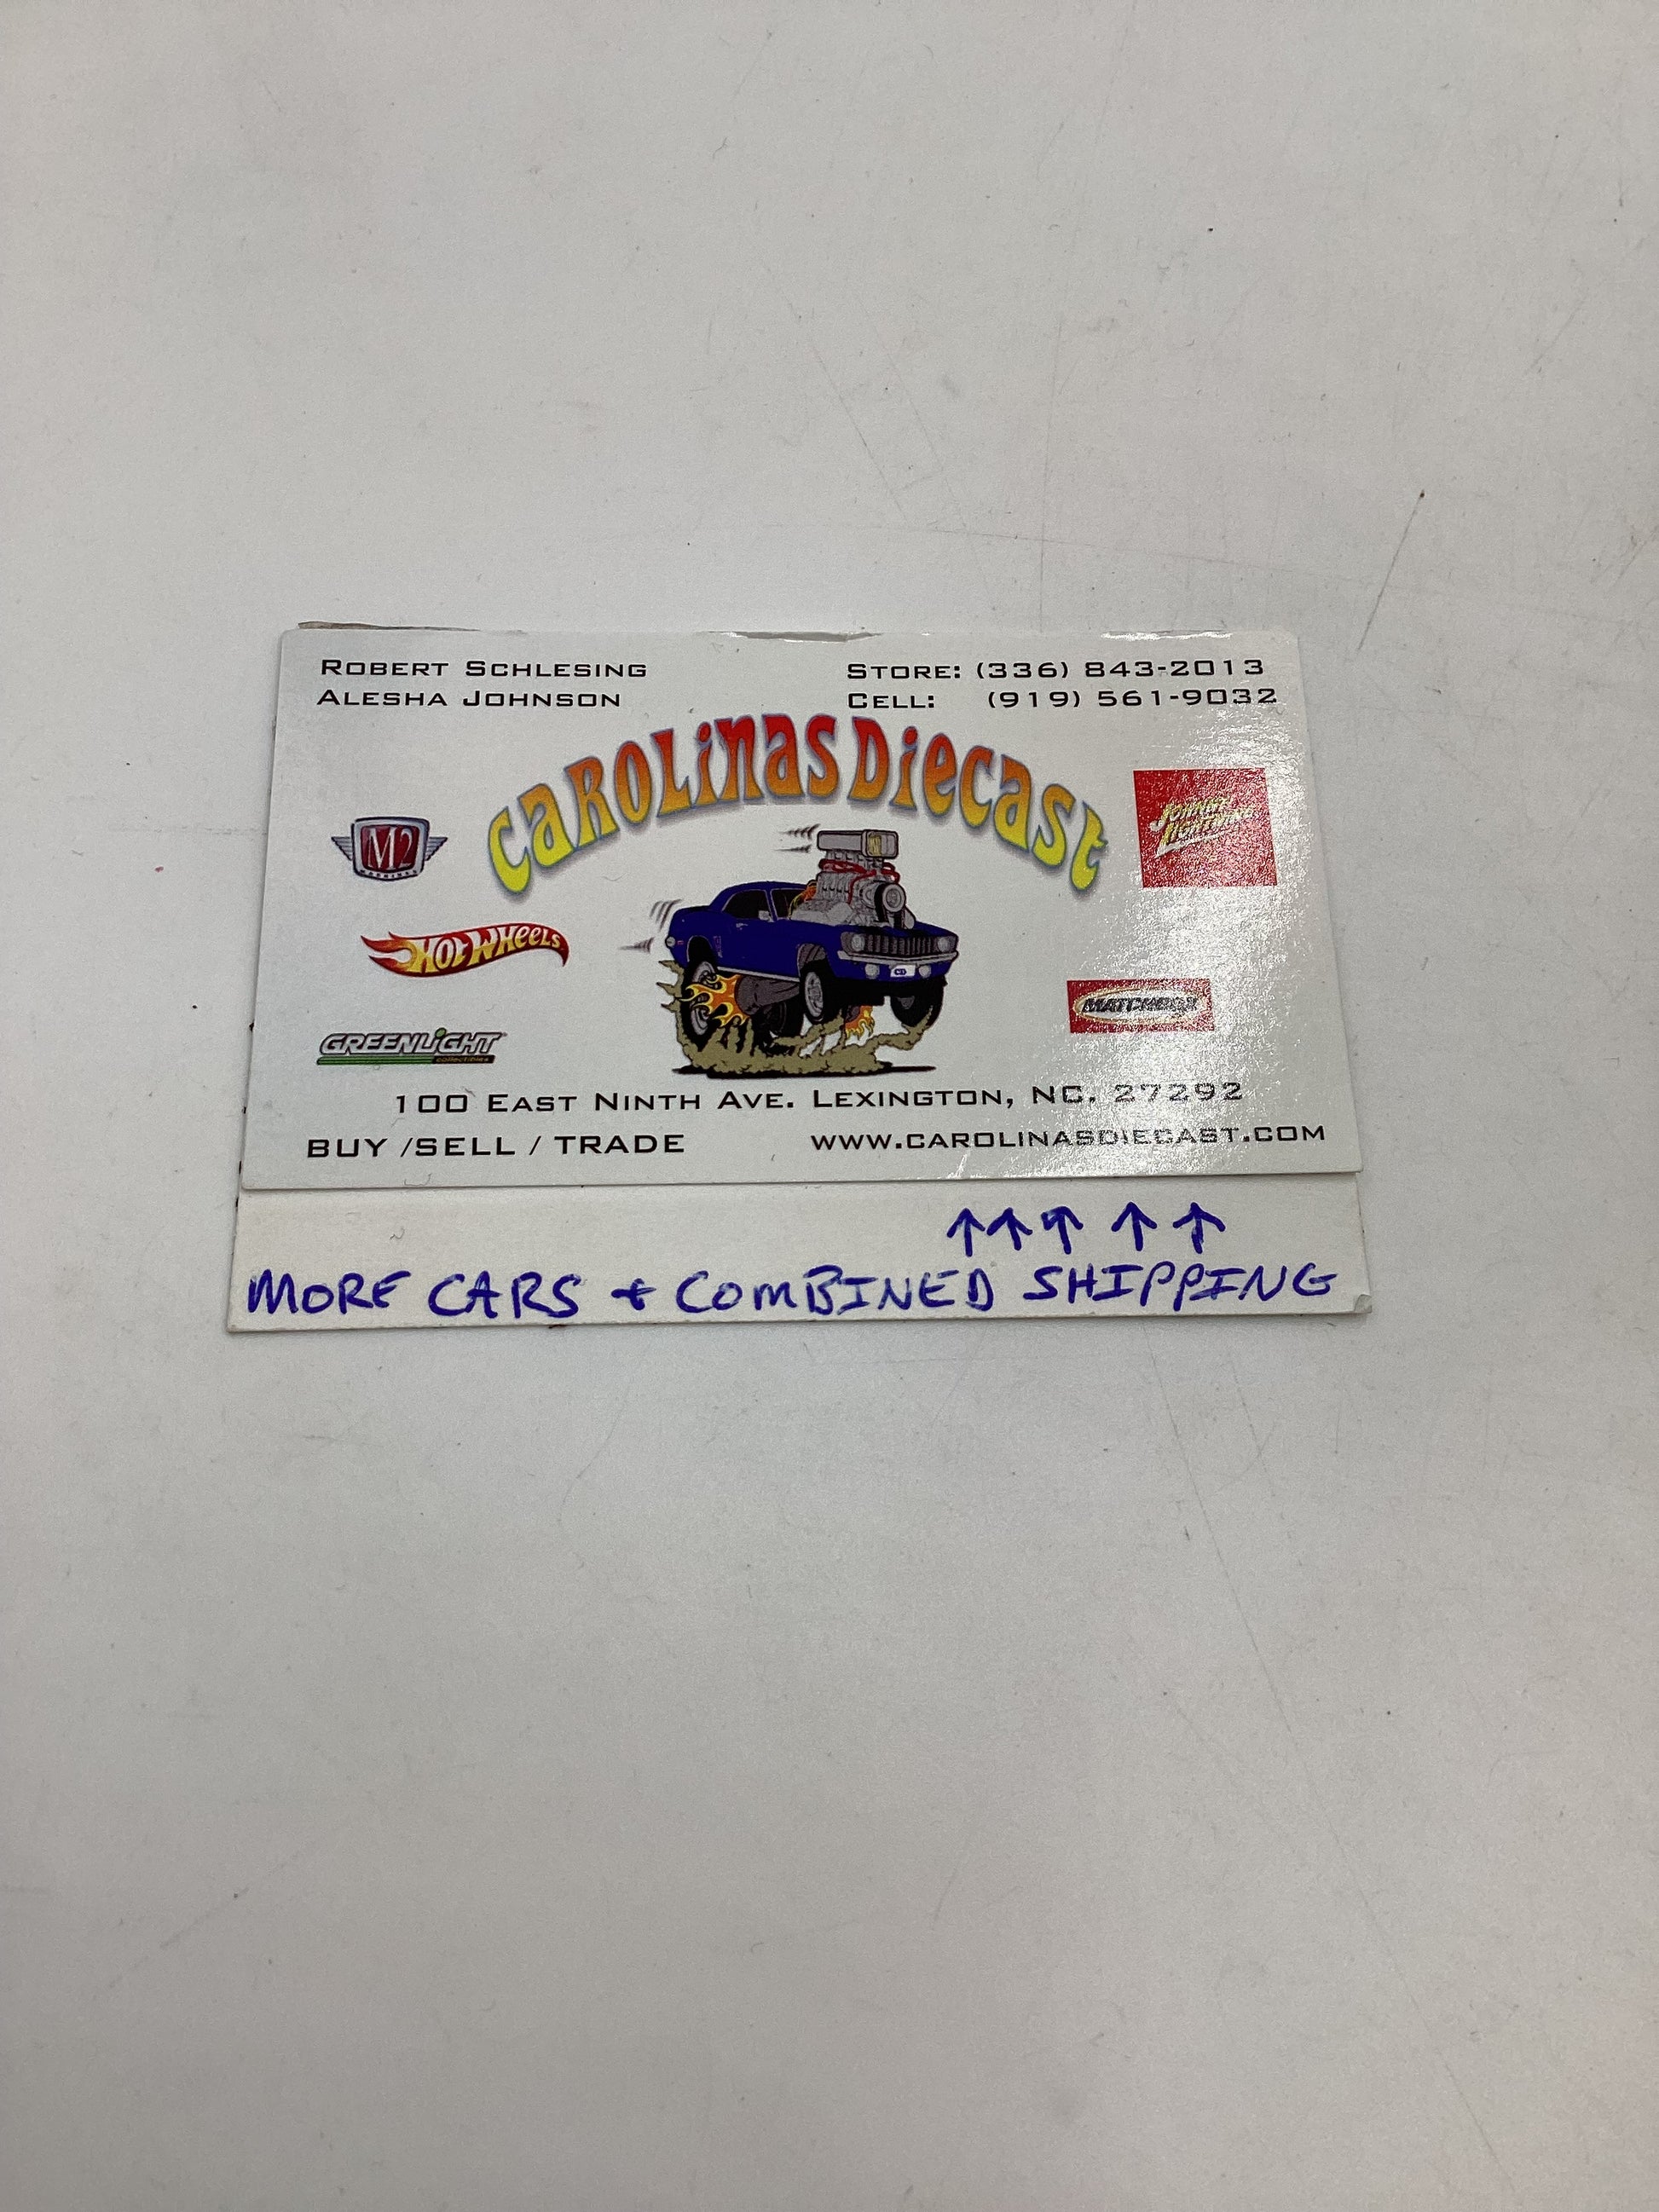 ROBERT SCHLESING
ALESHA JOHNSON
STORE: (336) 843-2013
CELL: (919) 561-9032
CAROLiNAS DiECAST
M2
MACHINES
JOHNNY
LIGHTNING
HOT WHEELS
MATCHBOX
GREENLiGHT
collectibles
100 EAST NINTH AVE. LEXINGTON, NC. 27292
BUY /SELL / TRADE
WWW.CAROLINASDIECAST.COM
↑ ↑ ↑ ↑ ↑
MORE CARS + COMBINED SHIPPING